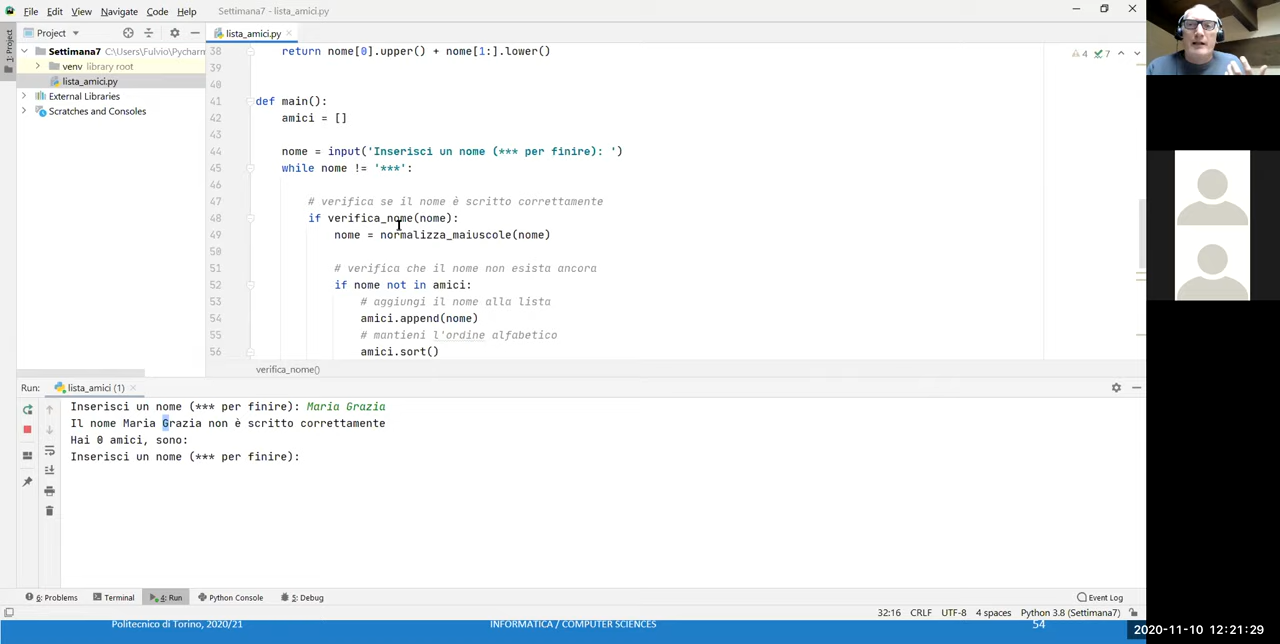 File Edit View Navigate Code Help Settimana7 - lista_amici.py
Project
lista_amici.py
1: Project
Settimana7 C:\Users\Fulvio\Pycharm
venv library root
lista_amici.py
External Libraries
Scratches and Consoles
4 7
38 return nome[0].upper() + nome[1:].lower()
39
40
41 def main():
42 amici = []
43
44 nome = input('Inserisci un nome (*** per finire): ')
45 while nome != '***':
46
47 # verifica se il nome è scritto correttamente
48 if verifica_nome(nome):
49 nome = normalizza_maiuscole(nome)
50
51 # verifica che il nome non esista ancora
52 if nome not in amici:
53 # aggiungi il nome alla lista
54 amici.append(nome)
55 # mantieni l'ordine alfabetico
56 amici.sort()
verifica_nome()
Run: lista_amici (1)
Inserisci un nome (*** per finire): Maria Grazia
Il nome Maria Grazia non è scritto correttamente
Hai 0 amici, sono:
Inserisci un nome (*** per finire):
6: Problems Terminal 4: Run Python Console 5: Debug Event Log
32:16 CRLF UTF-8 4 spaces Python 3.8 (Settimana7)
Politecnico di Torino, 2020/21 INFORMATICA / COMPUTER SCIENCES 54
2020-11-10 12:21:29